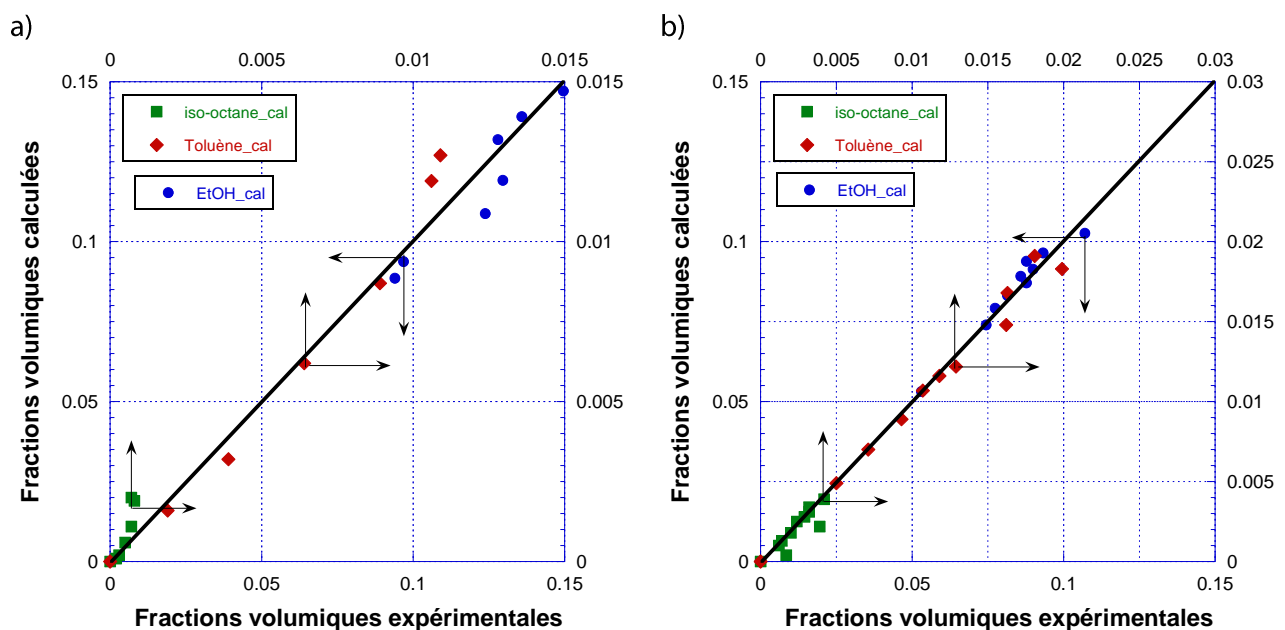 a)
0 0.005 0.01 0.015
0.15 0.015
iso-octane_cal
Toluène_cal
EtOH_cal
0.1 0.01
0.05 0.005
0 0
0 0.05 0.1 0.15
Fractions volumiques calculées
Fractions volumiques expérimentales
b)
0 0.005 0.01 0.015 0.02 0.025 0.03
0.15 0.03
iso-octane_cal
0.025
Toluène_cal
EtOH_cal
0.1 0.02
0.015
0.05 0.01
0.005
0 0
0 0.05 0.1 0.15
Fractions volumiques calculées
Fractions volumiques expérimentales